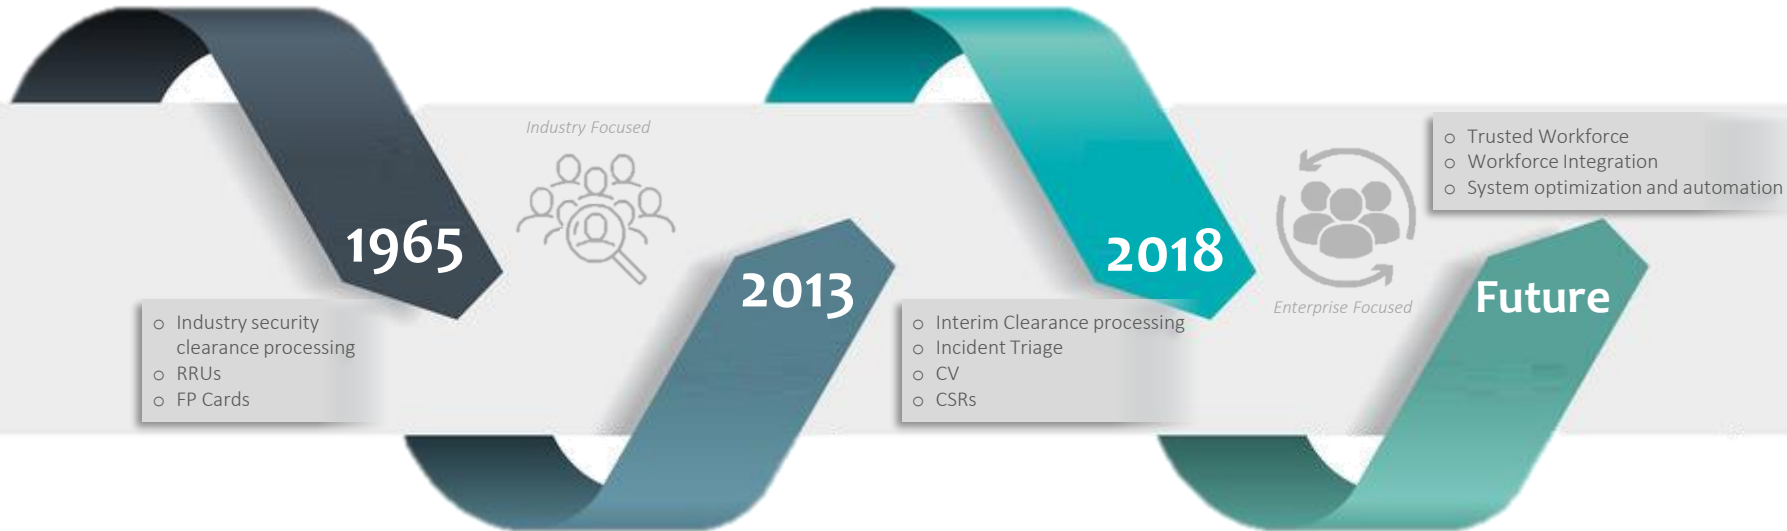 1965
○ Industry security
clearance processing
○ RRUs
○ FP Cards
Industry Focused
2013
2018
○ Interim Clearance processing
○ Incident Triage
○ CV
○ CSRs
Enterprise Focused
Future
○ Trusted Workforce
○ Workforce Integration
○ System optimization and automation